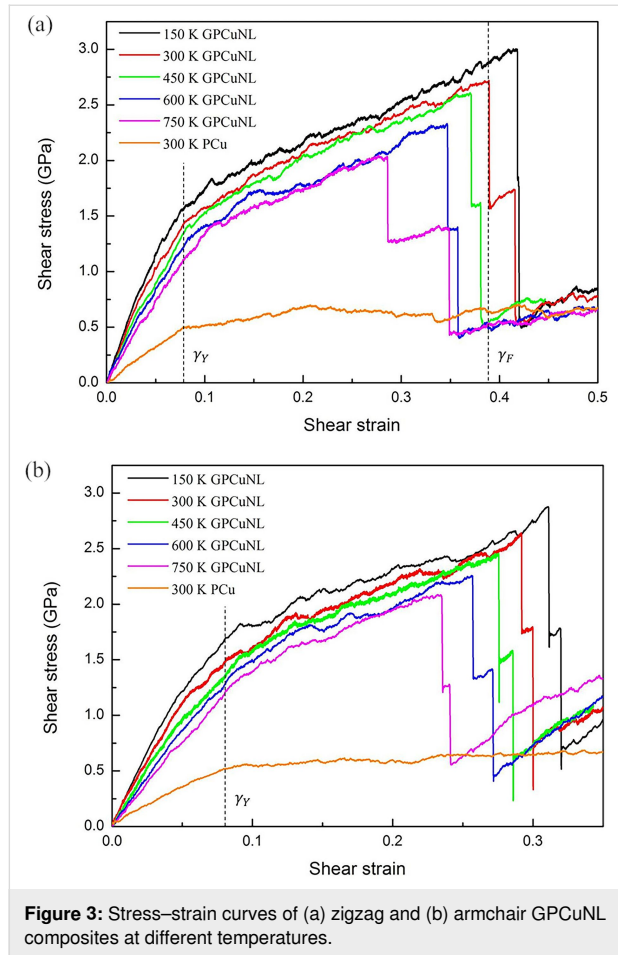 (a)
150 K GPCuNL
300 K GPCuNL
450 K GPCuNL
600 K GPCuNL
750 K GPCuNL
300 K PCu
3.0
2.5
2.0
1.5
1.0
0.5
0.0
Shear stress (GPa)
γY
γF
0.0 0.1 0.2 0.3 0.4 0.5
Shear strain
(b)
150 K GPCuNL
300 K GPCuNL
450 K GPCuNL
600 K GPCuNL
750 K GPCuNL
300 K PCu
3.0
2.5
2.0
1.5
1.0
0.5
0.0
Shear stress (GPa)
γY
0.0 0.1 0.2 0.3
Shear strain
Figure 3: Stress–strain curves of (a) zigzag and (b) armchair GPCuNL
composites at different temperatures.